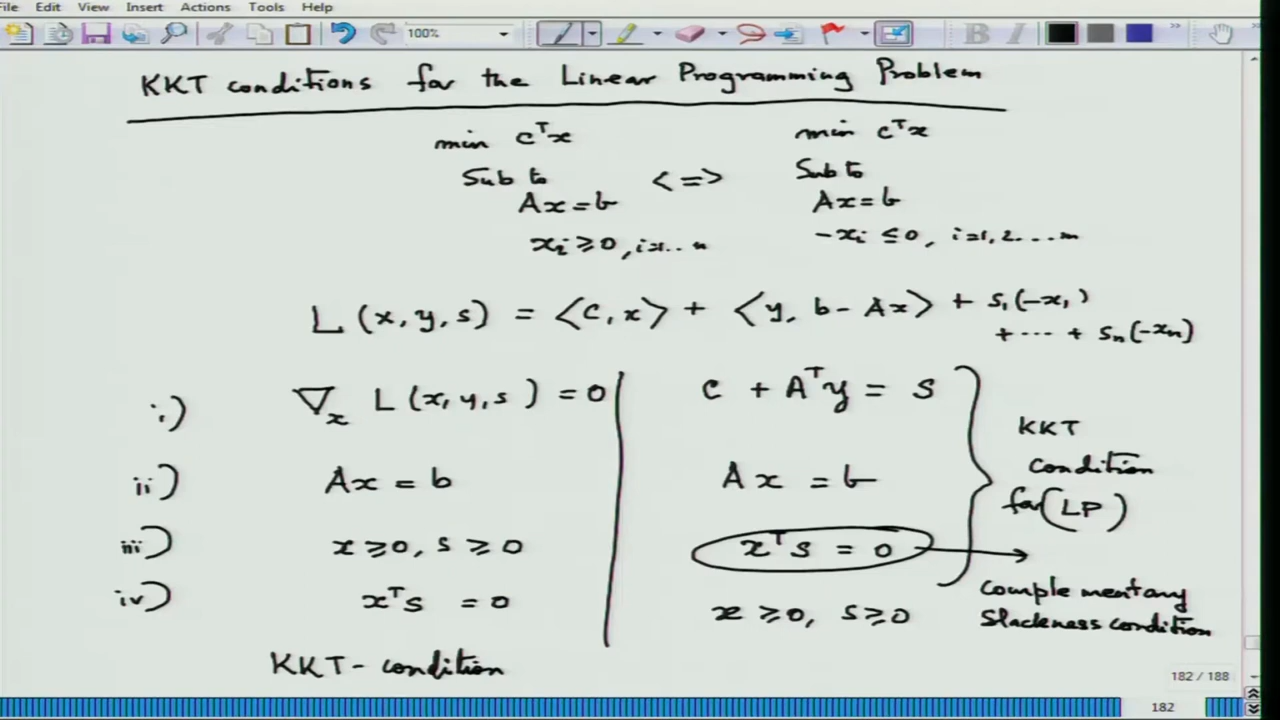 File Edit View Insert Actions Tools Help
100%
B I
KKT conditions for the Linear Programming Problem
min cᵀx
Sub to
Ax = b
xᵢ ≥ 0, i=1... n
<=>
min cᵀx
Sub to
Ax = b
-xᵢ ≤ 0, i=1, 2....n
L (x, y, s) = <c, x> + <y, b - Ax> + s₁(-x₁)
+ ... + sₙ(-xₙ)
i) ∇ₓ L (x, y, s) = 0
ii) Ax = b
iii) x ≥ 0, s ≥ 0
iv) xᵀs = 0
KKT - condition
c + Aᵀy = s
Ax = b
xᵀs = 0
x ≥ 0, s ≥ 0
KKT
condition
for (LP)
Complementary
Slackness condition
182 / 188
182